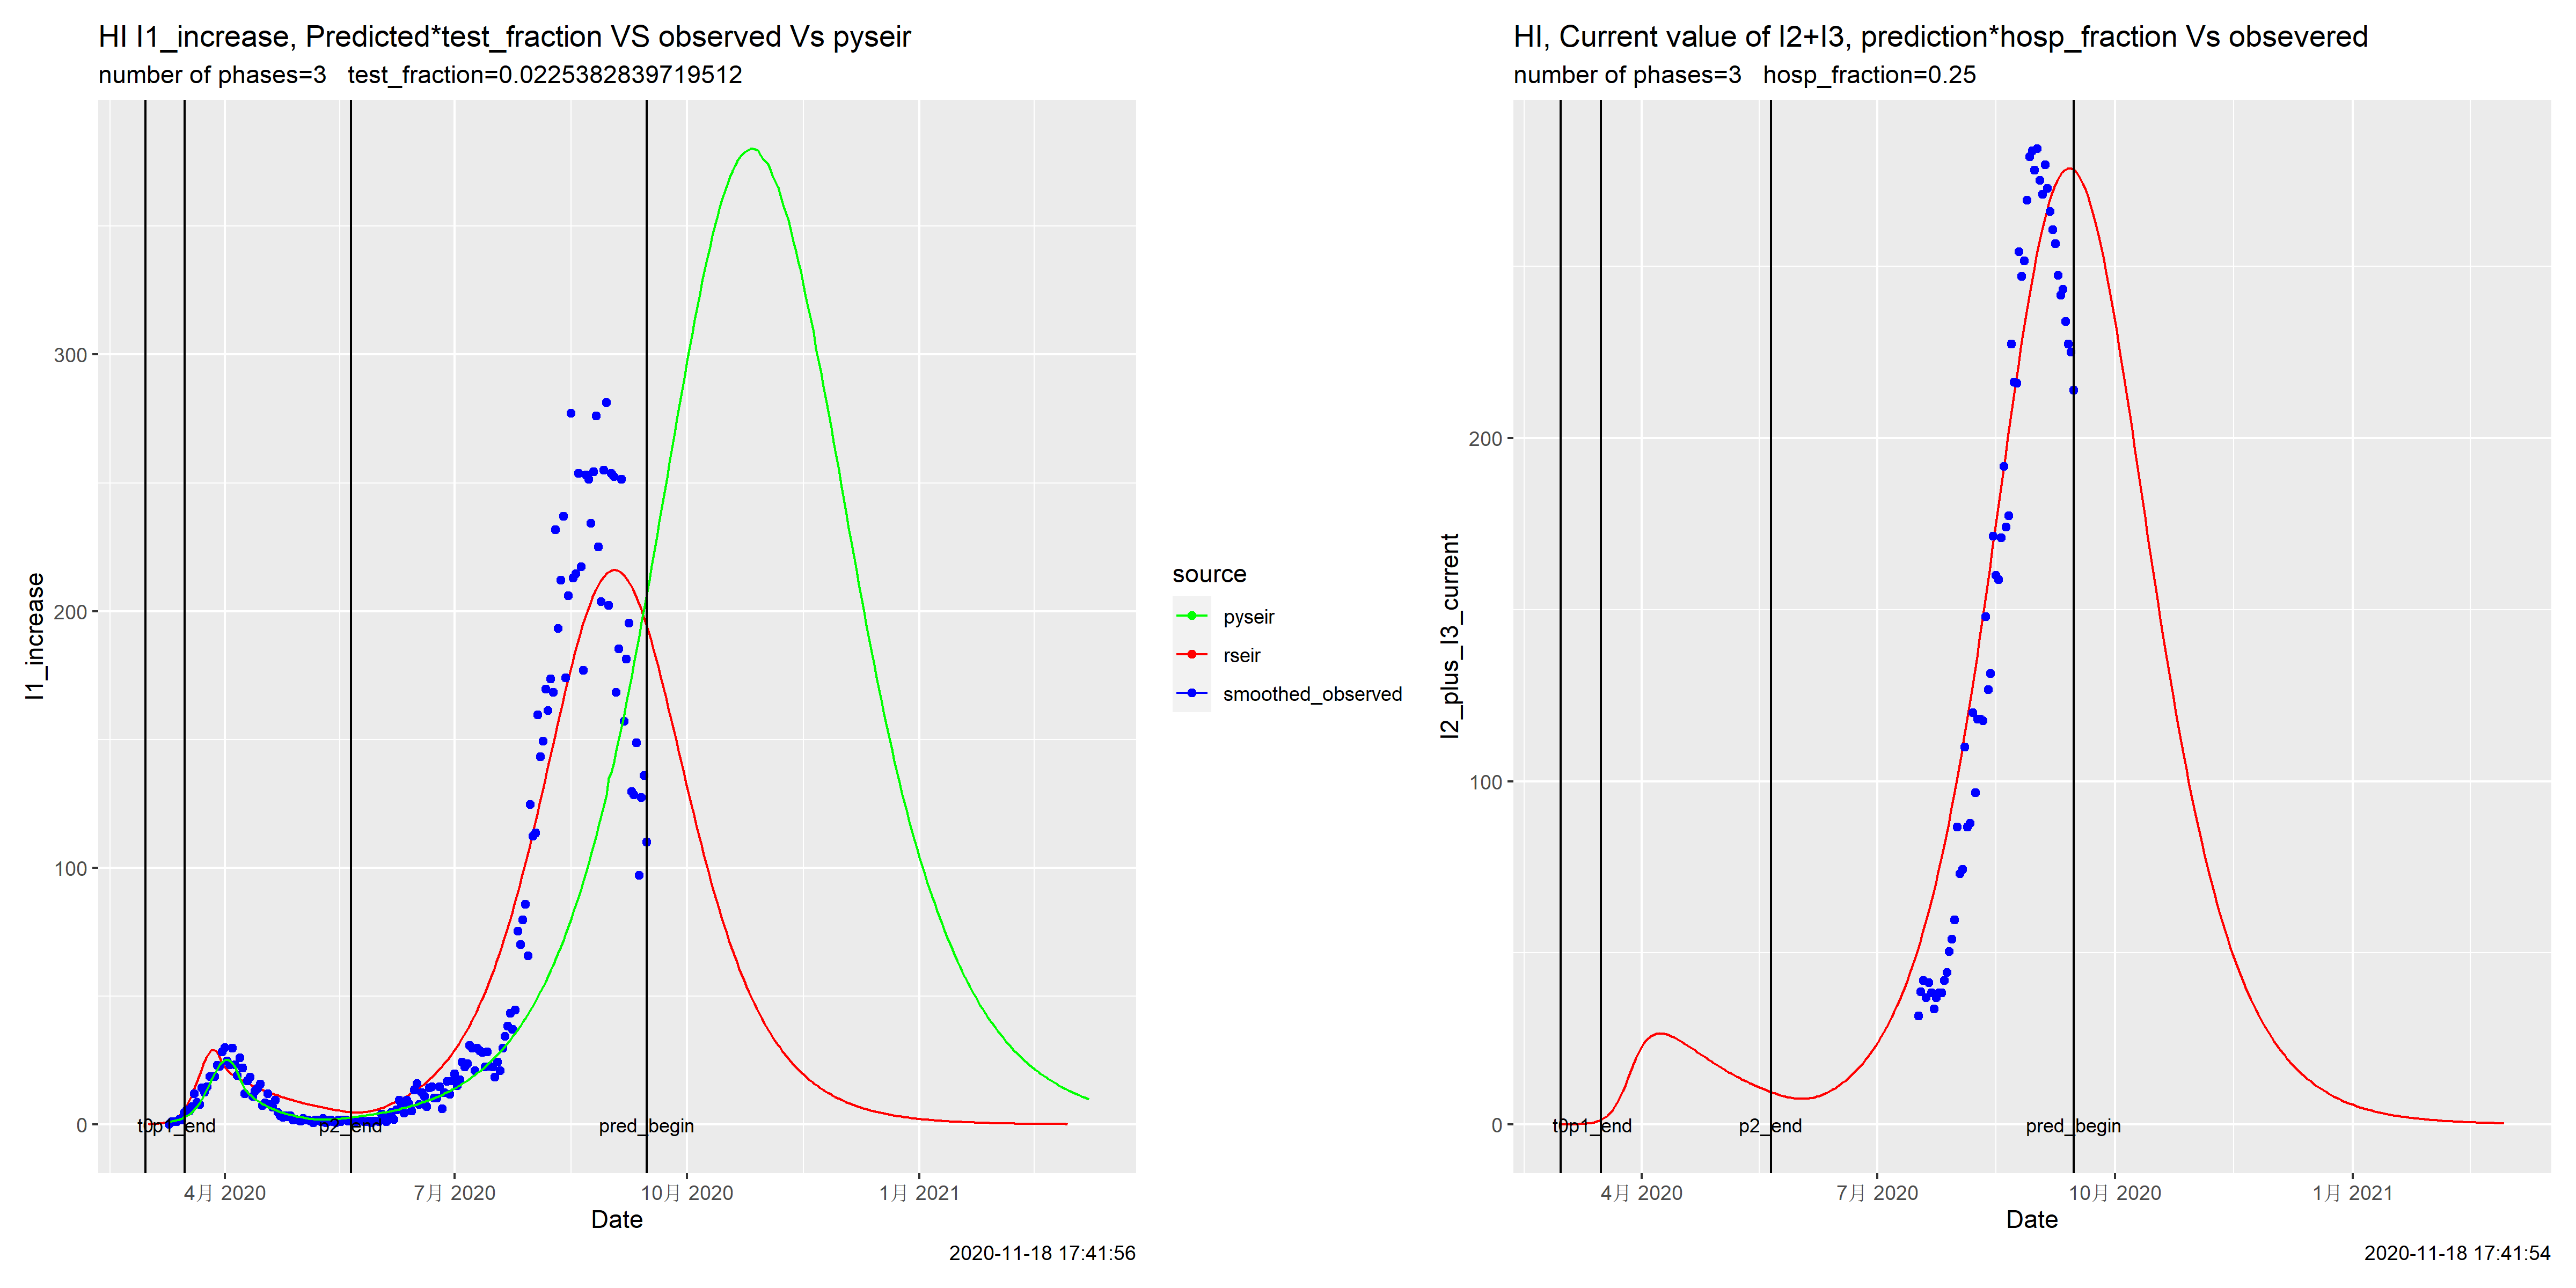 HI I1_increase, Predicted*test_fraction VS observed Vs pyseir
number of phases=3   test_fraction=0.0225382839719512
I1_increase
300
200
100
0
t0p1_end
p2_end
pred_begin
4月 2020
7月 2020
10月 2020
1月 2021
Date
2020-11-18 17:41:56
source
pyseir
rseir
smoothed_observed
HI, Current value of I2+I3, prediction*hosp_fraction Vs obsevered
number of phases=3   hosp_fraction=0.25
I2_plus_I3_current
200
100
0
t0p1_end
p2_end
pred_begin
4月 2020
7月 2020
10月 2020
1月 2021
Date
2020-11-18 17:41:54